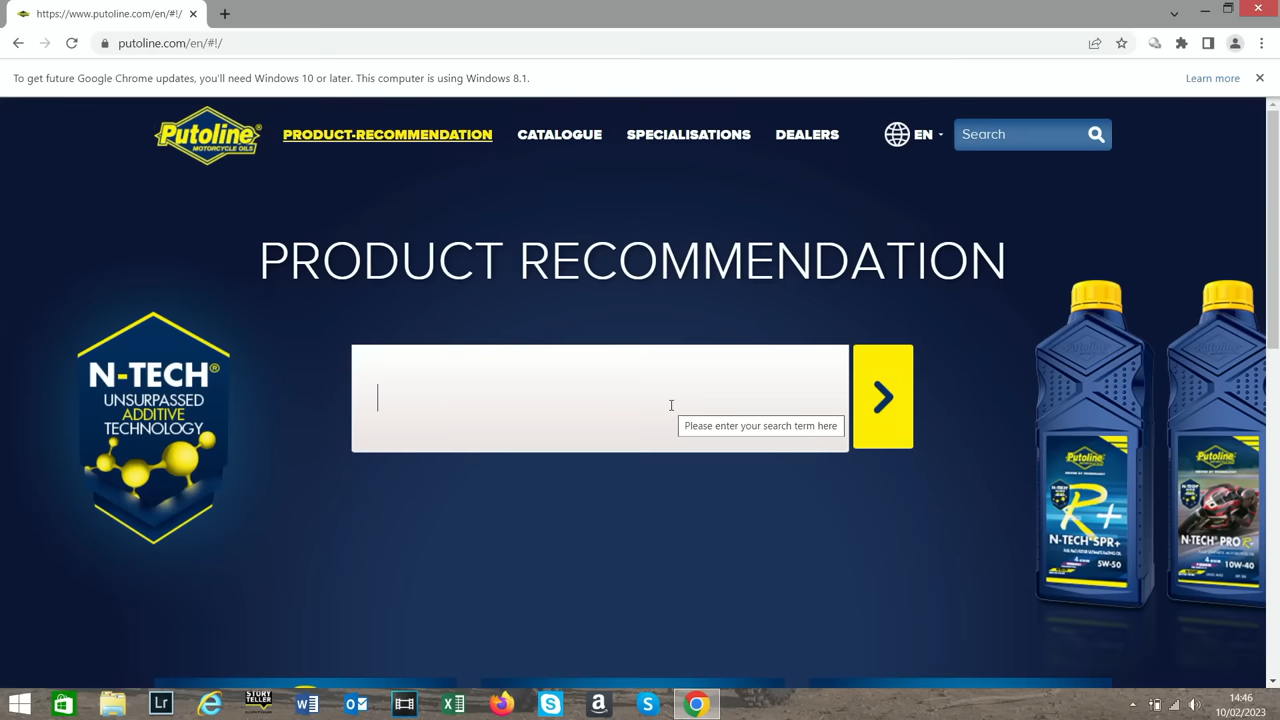 https://www.putoline.com/en/#!/
putoline.com/en/#!/
To get future Google Chrome updates, you'll need Windows 10 or later. This computer is using Windows 8.1.
Learn more
Putoline®
MOTORCYCLE OILS
PRODUCT-RECOMMENDATION
CATALOGUE
SPECIALISATIONS
DEALERS
EN
Search
PRODUCT RECOMMENDATION
N-TECH®
UNSURPASSED
ADDITIVE
TECHNOLOGY
Please enter your search term here
Putoline
R+
N-TECH® SPR+
5W-50
Putoline
N-TECH® PRO R+
10W-40
Lr
STORY
TELLER
14:46
10/02/2023